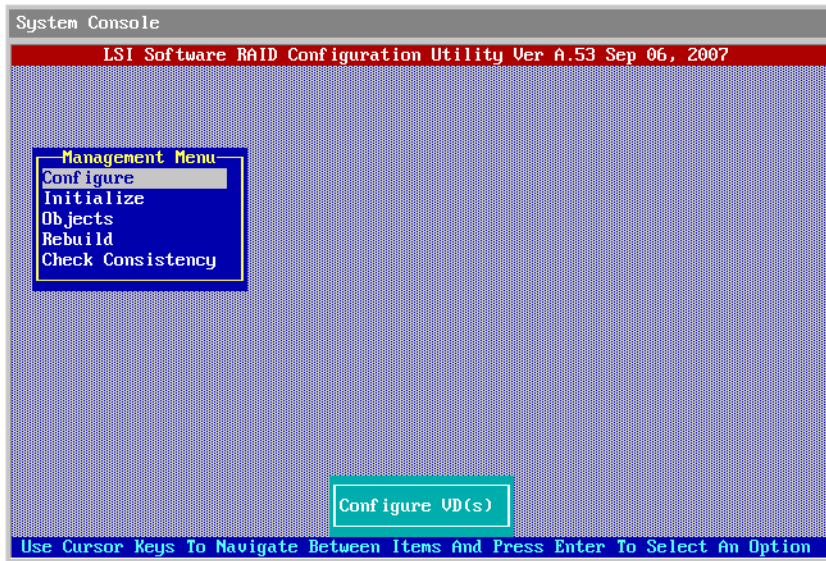 System Console
LSI Software RAID Configuration Utility Ver A.53 Sep 06, 2007
Management Menu
Configure
Initialize
Objects
Rebuild
Check Consistency
Configure VD(s)
Use Cursor Keys To Navigate Between Items And Press Enter To Select An Option